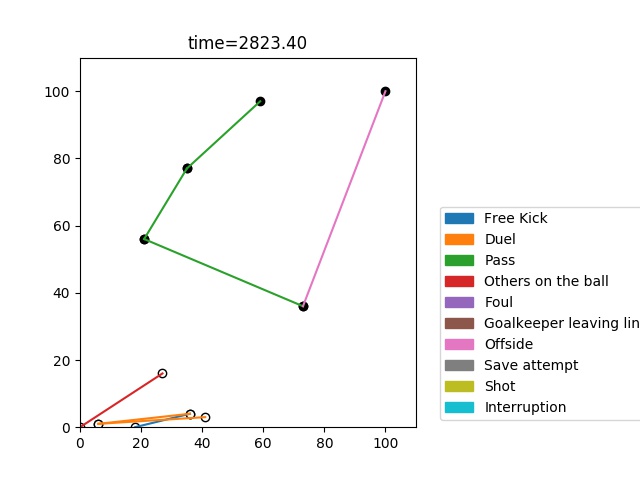 time=2823.40
100
80
60
40
20
0
0 20 40 60 80 100
Free Kick
Duel
Pass
Others on the ball
Foul
Goalkeeper leaving lin
Offside
Save attempt
Shot
Interruption